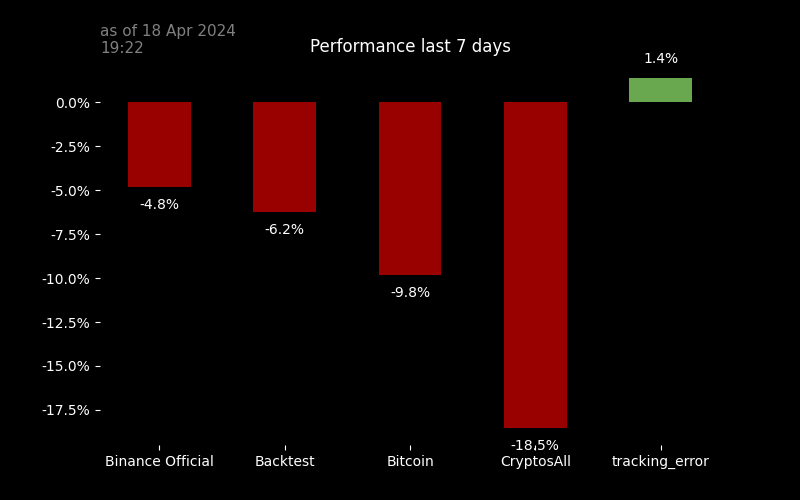 as of 18 Apr 2024
19:22
Performance last 7 days
1.4%
0.0%
-2.5%
-5.0%
-4.8%
-7.5%
-6.2%
-10.0%
-9.8%
-12.5%
-15.0%
-17.5%
-18.5%
Binance Official
Backtest
Bitcoin
CryptosAll
tracking_error